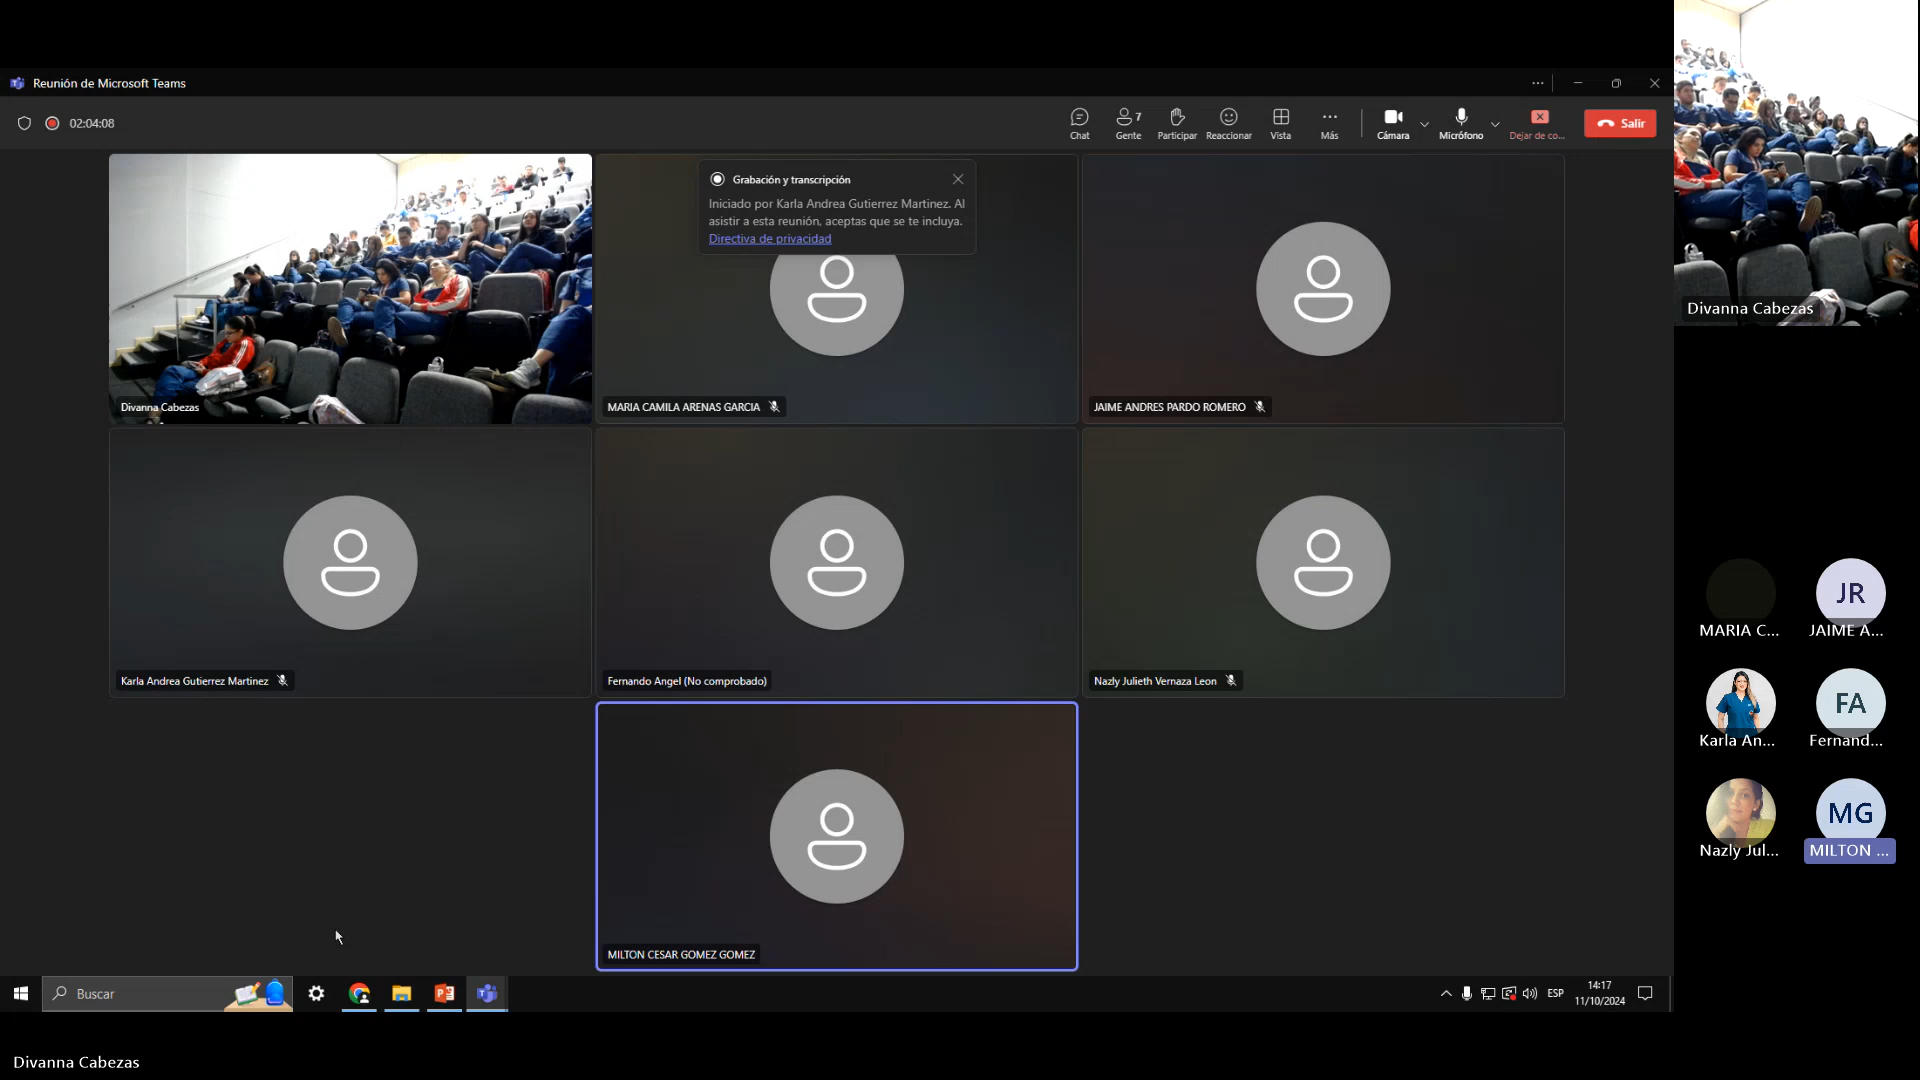 Reunión de Microsoft Teams
02:04:08
Chat
7
Gente
Participar
Reaccionar
Vista
Más
Cámara
Micrófono
Dejar de co...
Salir
Grabación y transcripción
Iniciado por Karla Andrea Gutierrez Martinez. Al
asistir a esta reunión, aceptas que se te incluya.
Directiva de privacidad
Divanna Cabezas
MARIA CAMILA ARENAS GARCIA
JAIME ANDRES PARDO ROMERO
Karla Andrea Gutierrez Martinez
Fernando Angel (No comprobado)
Nazly Julieth Vernaza Leon
MILTON CESAR GOMEZ GOMEZ
Divanna Cabezas
MARIA C...
JR
JAIME A...
Karla An...
FA
Fernand...
Nazly Jul...
MG
MILTON ...
Buscar
ESP
14:17
11/10/2024
Divanna Cabezas